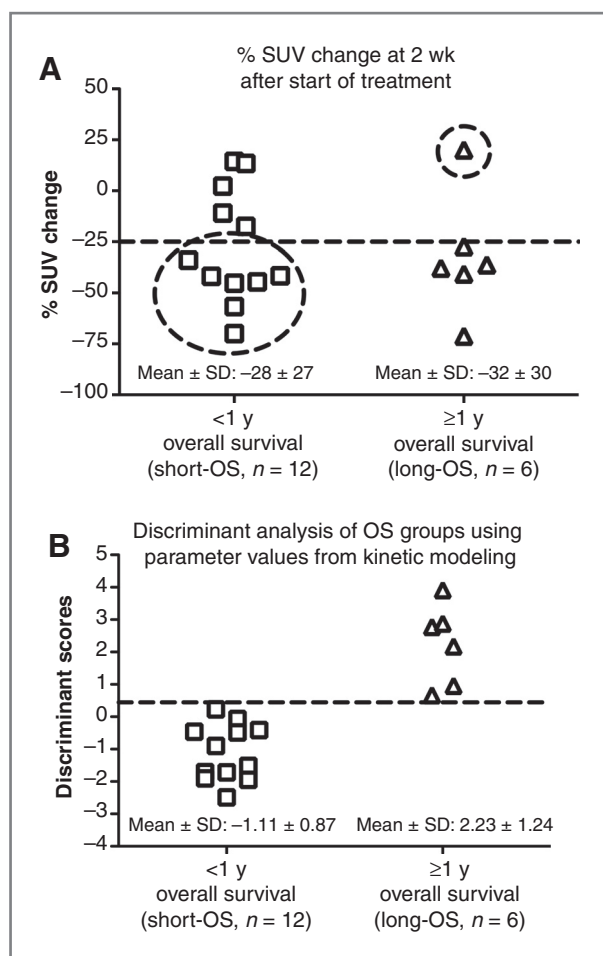 A
% SUV change at 2 wk
after start of treatment
% SUV change
50
25
0
−25
−50
−75
−100
Mean ± SD: −28 ± 27
Mean ± SD: −32 ± 30
<1 y
overall survival
(short-OS, n = 12)
≥1 y
overall survival
(long-OS, n = 6)
B
Discriminant analysis of OS groups using
parameter values from kinetic modeling
Discriminant scores
5
4
3
2
1
0
−1
−2
−3
−4
Mean ± SD: −1.11 ± 0.87
Mean ± SD: 2.23 ± 1.24
<1 y
overall survival
(short-OS, n = 12)
≥1 y
overall survival
(long-OS, n = 6)